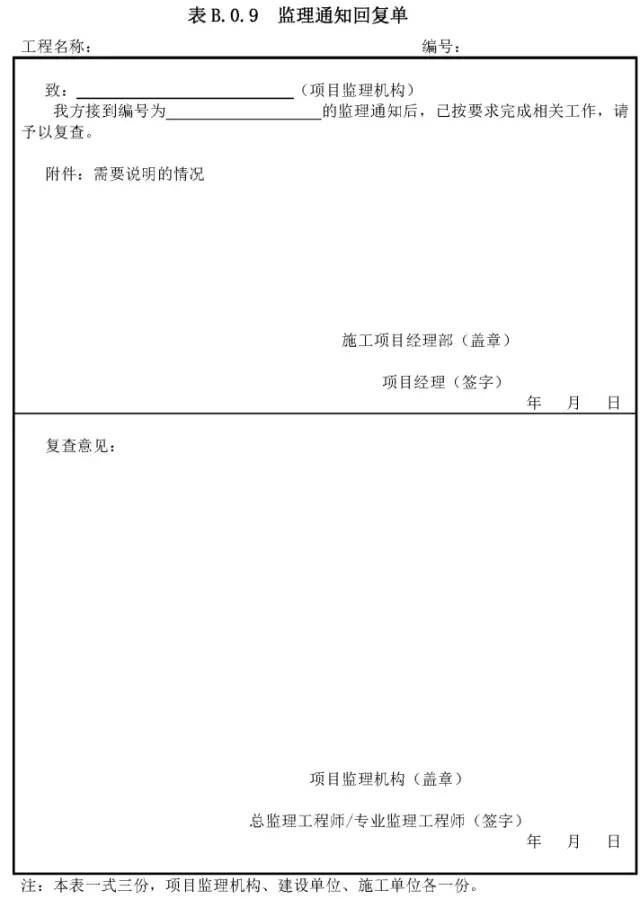 表 B.0.9 监理通知回复单
工程名称： 编号：
致：（项目监理机构）
我方接到编号为的监理通知后，已按要求完成相关工作，请
予以复查。
附件：需要说明的情况
施工项目经理部（盖章）
项目经理（签字）
年 月 日
复查意见：
项目监理机构（盖章）
总监理工程师/专业监理工程师（签字）
年 月 日
注：本表一式三份，项目监理机构、建设单位、施工单位各一份。